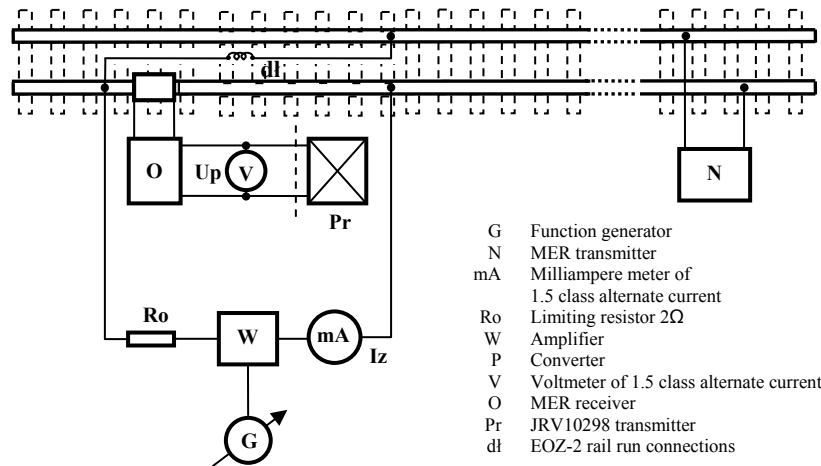 dł
O
Up
V
Pr
N
Ro
W
mA
Iz
G
G Function generator
N MER transmitter
mA Milliampere meter of
1.5 class alternate current
Ro Limiting resistor 2Ω
W Amplifier
P Converter
V Voltmeter of 1.5 class alternate current
O MER receiver
Pr JRV10298 transmitter
dł EOZ-2 rail run connections